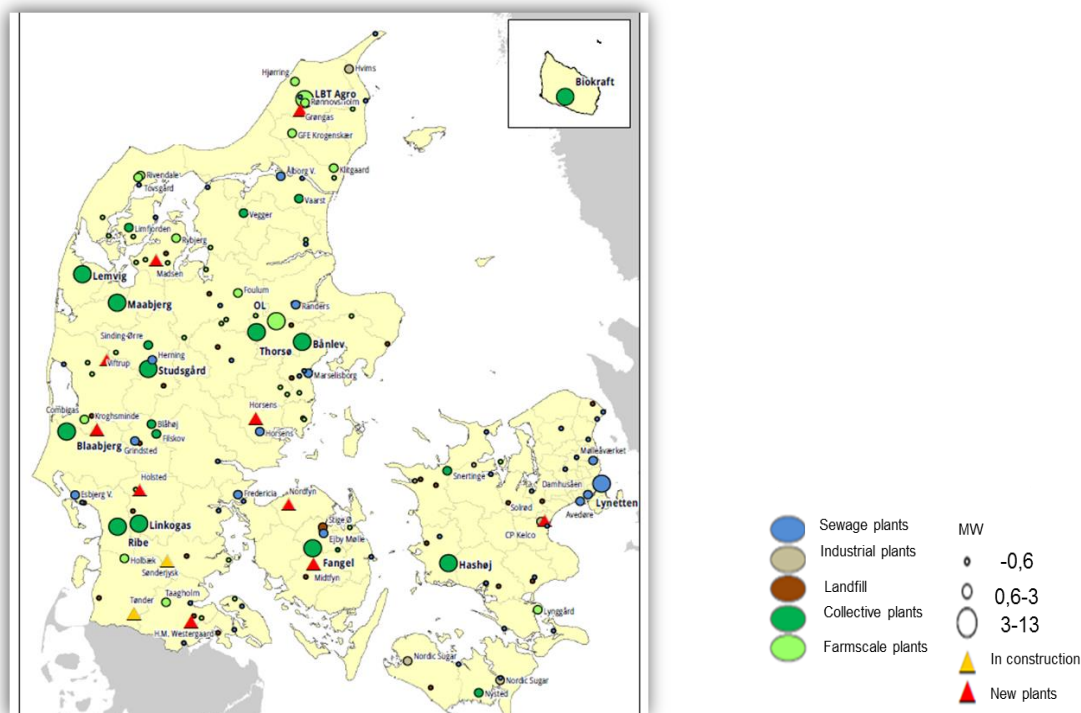 Biokraft
Hjørring
Hvims
LBT Agro
Rønnovsholm
Grøngas
GFE Krogenskær
Ålborg V.
Klitgaard
Rivendale
Tovsgård
Vaarst
Vegger
Limfjorden
Rybjerg
Madsen
Lemvig
Foulum
Maabjerg
OL
Randers
Sinding-Ørre
Thorsø
Bånlev
Herning
Viftrup
Studsgård
Marselisborg
Combigas
Kroghsminde
Horsens
Blåhøj
Blaabjerg
Filskov
Horsens
Grindsted
Mølleåværket
Snertinge
Holsted
Damhusåen
Esbjerg V.
Fredericia
Nordfyn
Lynetten
Solrød
Avedøre
Stige Ø
Linkogas
CP Kelco
Ribe
Ejby Mølle
Holbæk
Fangel
Hashøj
Sønderjysk
Midtfyn
Tønder
Taagholm
Lynggård
H.M. Westergaard
Nordic Sugar
Nordic Sugar
Nysted
Sewage plants
Industrial plants
Landfill
Collective plants
Farmscale plants
MW
-0,6
0,6-3
3-13
In construction
New plants